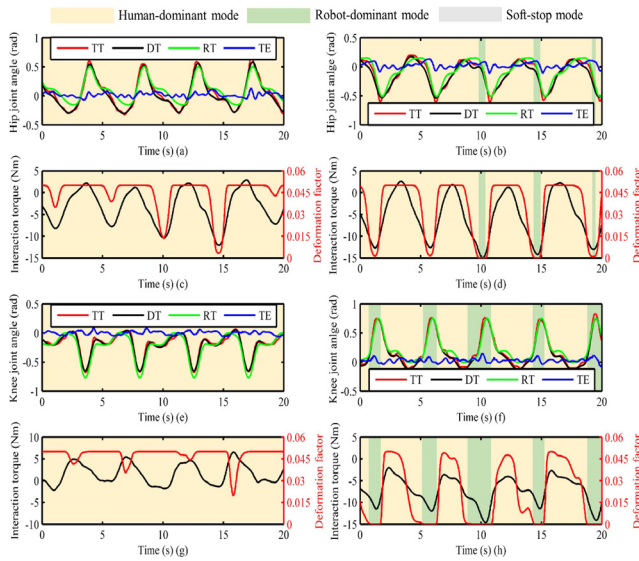 Human-dominant mode Robot-dominant mode Soft-stop mode
Hip joint angle (rad)
1
0.5
0
-0.5
TT DT RT TE
0 5 10 15 20
Time (s) (a)
Hip joint angle (rad)
1
0.5
0
-0.5
-1
TT DT RT TE
0 5 10 15 20
Time (s) (b)
Interaction torque (Nm)
5
0
-5
-10
-15
0.06
0.045
0.03
0.015
0
Deformation factor
0 5 10 15 20
Time (s) (c)
Interaction torque (Nm)
5
0
-5
-10
-15
0.06
0.045
0.03
0.015
0
Deformation factor
0 5 10 15 20
Time (s) (d)
Knee joint angle (rad)
0.5
0
-0.5
-1
TT DT RT TE
0 5 10 15 20
Time (s) (e)
Knee joint anlge (rad)
1
0.5
0
TT DT RT TE
0 5 10 15 20
Time (s) (f)
Interaction torque (Nm)
10
5
0
-5
-10
0.06
0.045
0.03
0.015
0
Deformation factor
0 5 10 15 20
Time (s) (g)
Interaction torque (Nm)
5
0
-5
-10
-15
0.06
0.045
0.03
0.015
0
Deformation factor
0 5 10 15 20
Time (s) (h)